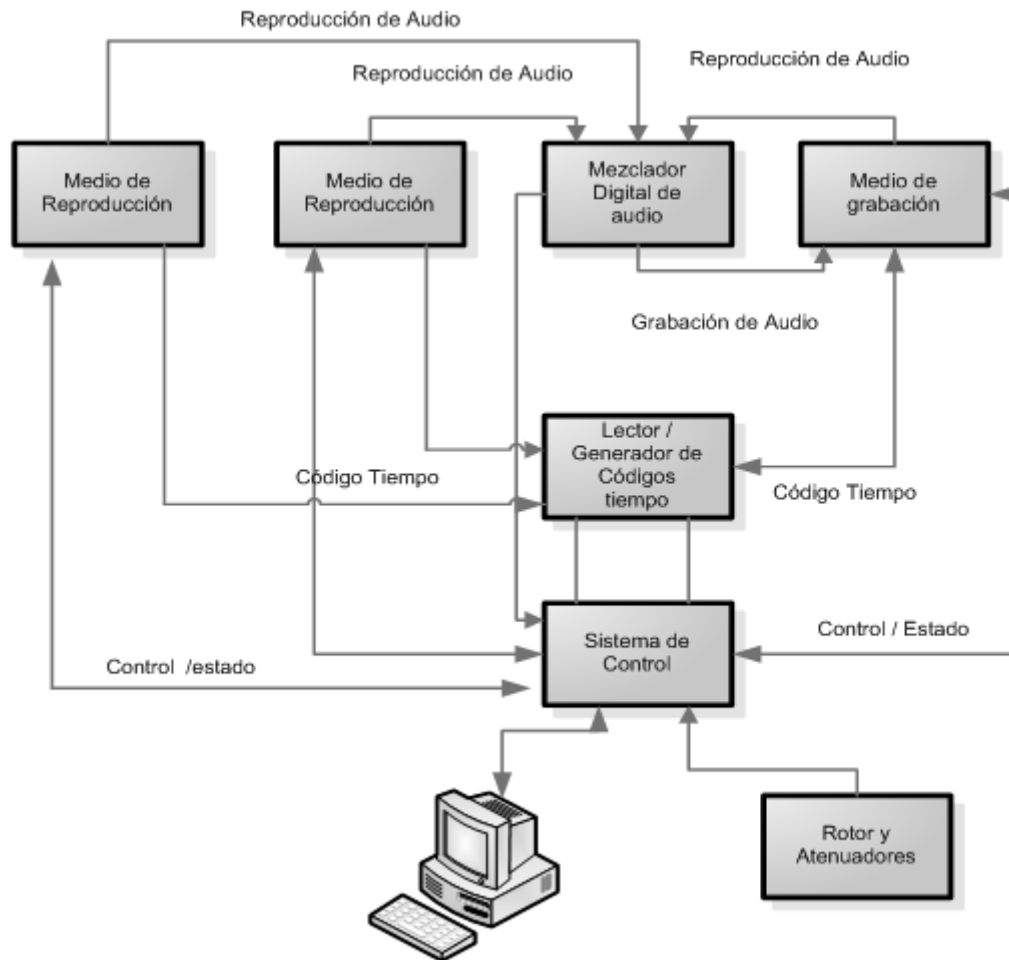 Reproducción de Audio
Reproducción de Audio
Reproducción de Audio
Medio de
Reproducción
Medio de
Reproducción
Mezclador
Digital de
audio
Medio de
grabación
Grabación de Audio
Lector /
Generador de
Códigos
tiempo
Código Tiempo
Código Tiempo
Sistema de
Control
Control / Estado
Control /estado
Rotor y
Atenuadores